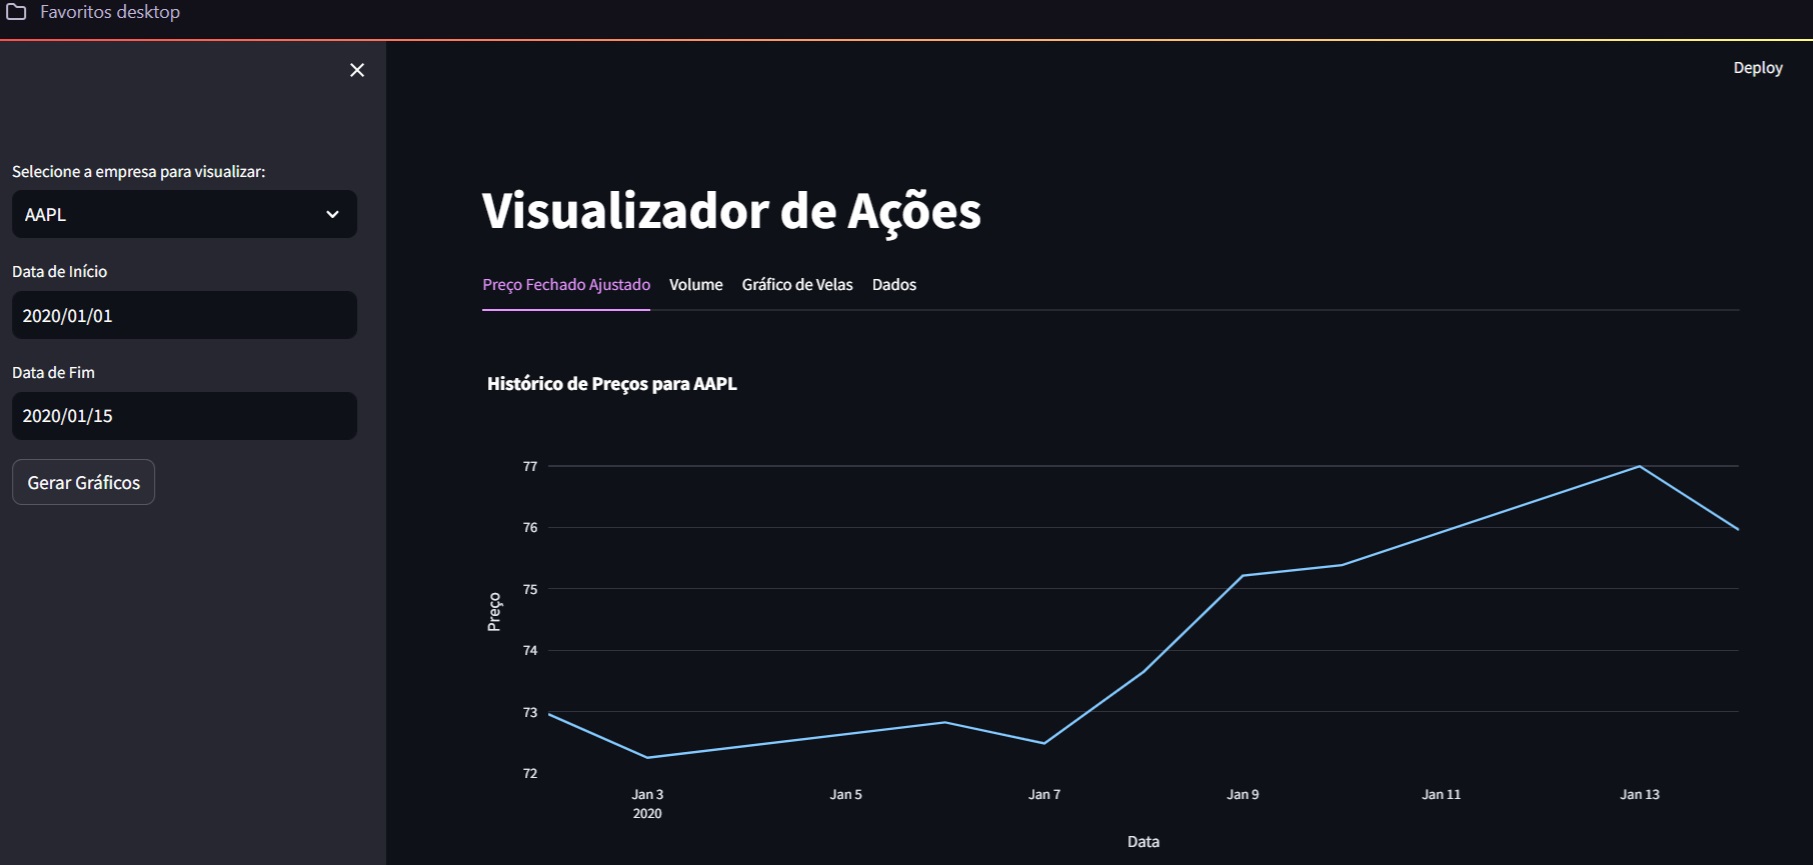 Favoritos desktop
Deploy
Selecione a empresa para visualizar:
AAPL
Data de Início
2020/01/01
Data de Fim
2020/01/15
Gerar Gráficos
Visualizador de Ações
Preço Fechado Ajustado Volume Gráfico de Velas Dados
Histórico de Preços para AAPL
77
76
75
74
73
72
Preço
Jan 3 Jan 5 Jan 7 Jan 9 Jan 11 Jan 13
2020
Data